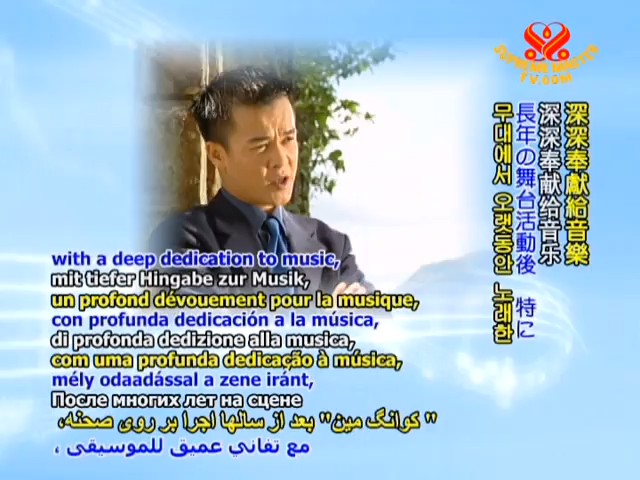 SUPREME MASTER
TV.COM
深深奉獻給音樂
深深奉献给音乐
長年の舞台活動後 特に
무대에서 오랫동안 노래한
with a deep dedication to music,
mit tiefer Hingabe zur Musik,
un profond dévouement pour la musique,
con profunda dedicación a la música,
di profonda dedizione alla musica,
com uma profunda dedicação à música,
mély odaadással a zene iránt,
После многих лет на сцене
" کوانگ مین" بعد از سالها اجرا بر روی صحنه،
مع تفاني عميق للموسيقى ،